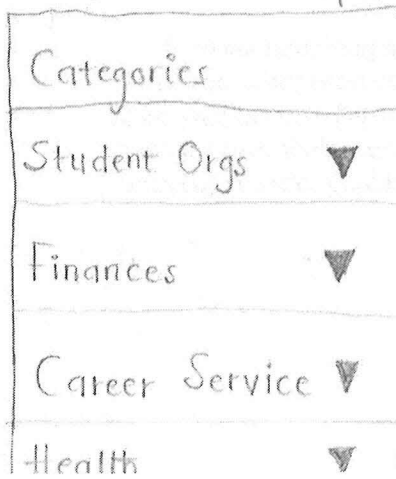 Categories
Student Orgs
Finances
Career Service
Health